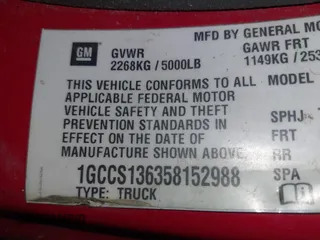 MFD BY GENERAL MO
GM GVWR GAWR FRT
2268KG / 5000LB 1149KG / 253
THIS VEHICLE CONFORMS TO ALL MODEL
APPLICABLE FEDERAL MOTOR
VEHICLE SAFETY AND THEFT SPHJ
PREVENTION STANDARDS IN FRT
EFFECT ON THE DATE OF
MANUFACTURE SHOWN ABOVE. RR
1GCCS136358152988 SPA
TYPE: TRUCK